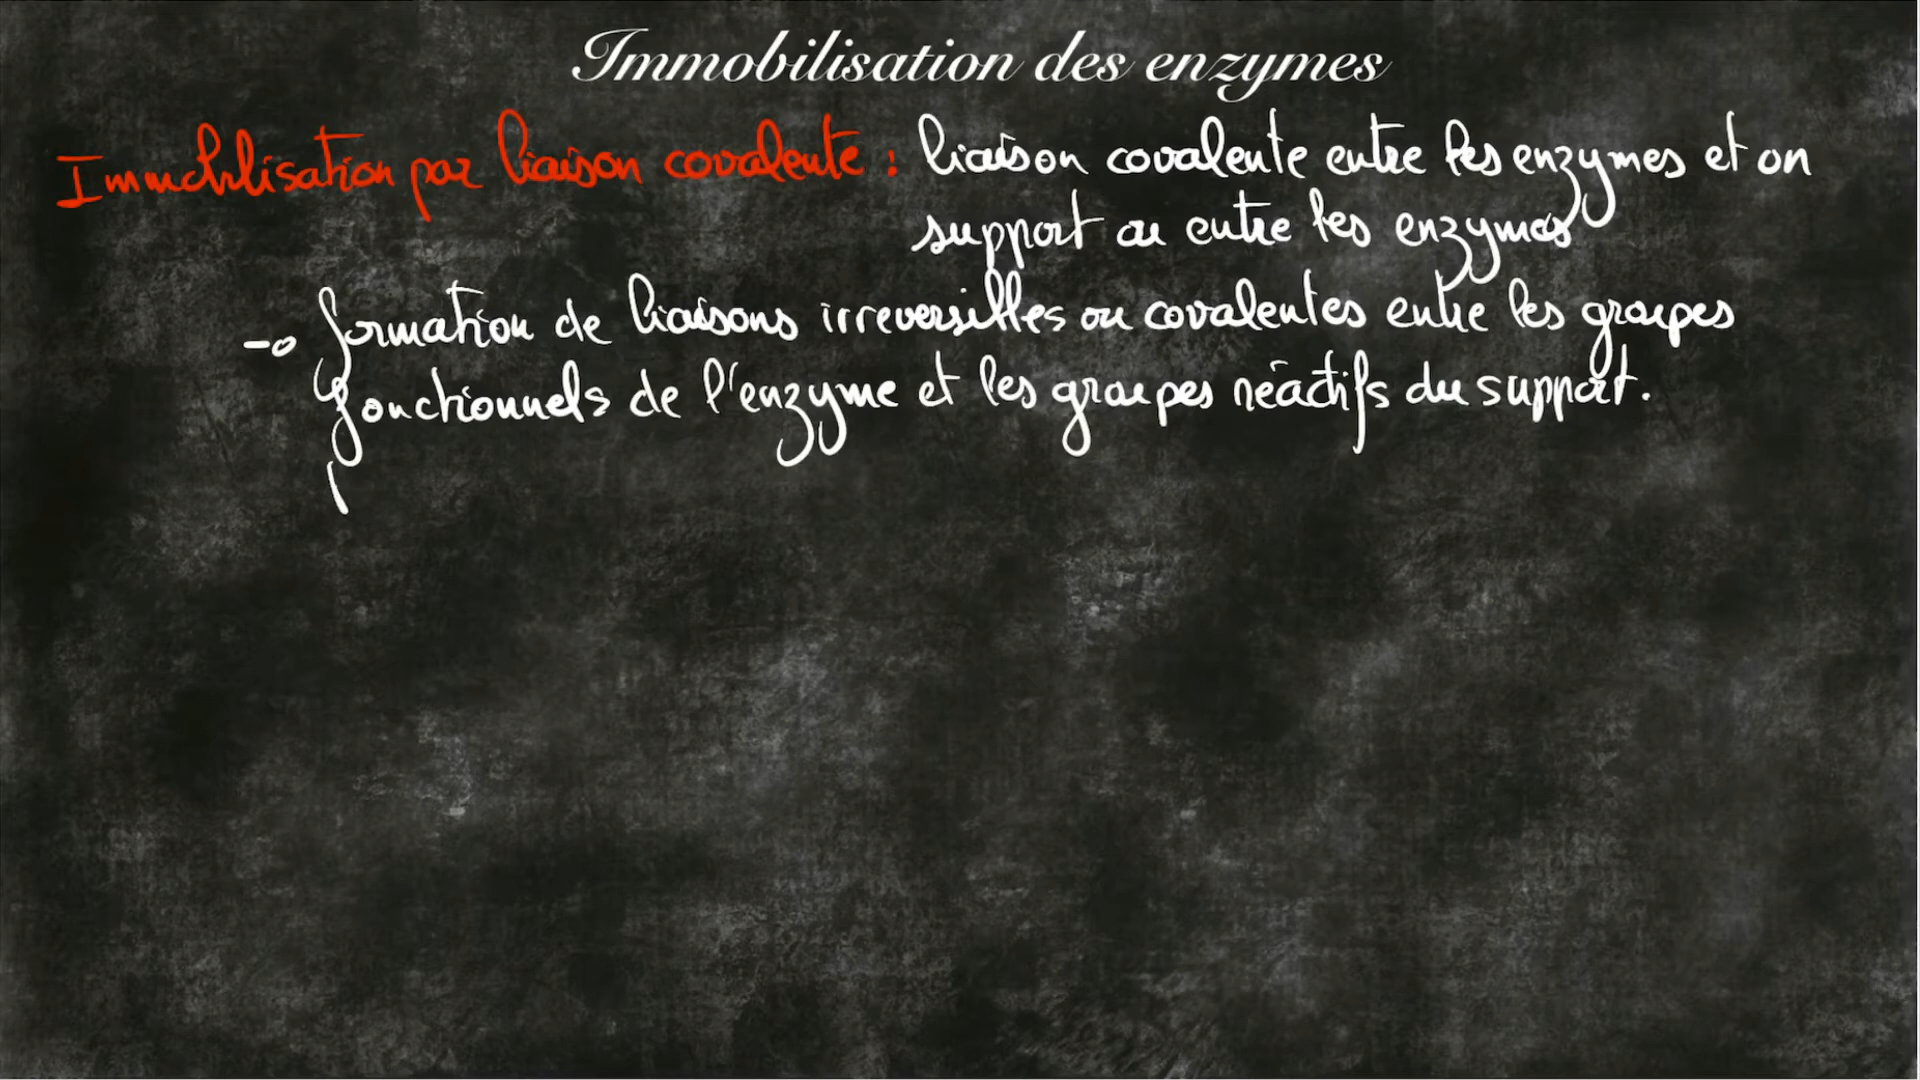 Immobilisation des enzymes
Immobilisation par liaison covalente : liaison covalente entre les enzymes et on
support ou entre les enzymes
formation de liaisons irreversibles ou covalentes entre les groupes
fonctionnels de l'enzyme et les groupes réactifs du support.